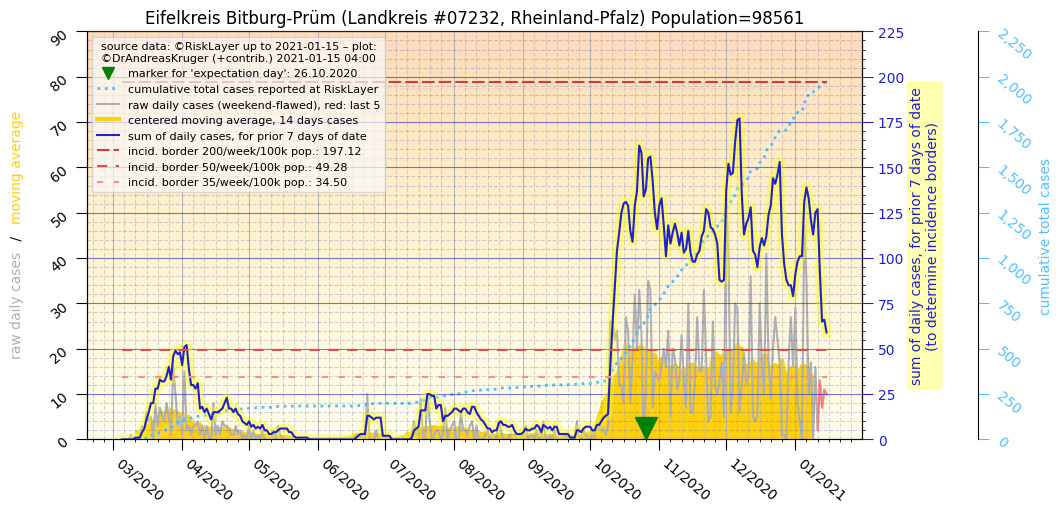 Eifelkreis Bitburg-Prüm (Landkreis #07232, Rheinland-Pfalz) Population=98561
source data: ©RiskLayer up to 2021-01-15 – plot:
©DrAndreasKruger (+contrib.) 2021-01-15 04:00
marker for 'expectation day': 26.10.2020
cumulative total cases reported at RiskLayer
raw daily cases (weekend-flawed), red: last 5
centered moving average, 14 days cases
sum of daily cases, for prior 7 days of date
incid. border 200/week/100k pop.: 197.12
incid. border 50/week/100k pop.: 49.28
incid. border 35/week/100k pop.: 34.50
raw daily cases / moving average
90
80
70
60
50
40
30
20
10
0
03/2020
04/2020
05/2020
06/2020
07/2020
08/2020
09/2020
10/2020
11/2020
12/2020
01/2021
225
200
175
150
125
100
75
50
25
0
sum of daily cases, for prior 7 days of date
(to determine incidence borders)
2,250
2,000
1,750
1,500
1,250
1,000
750
500
250
0
cumulative total cases